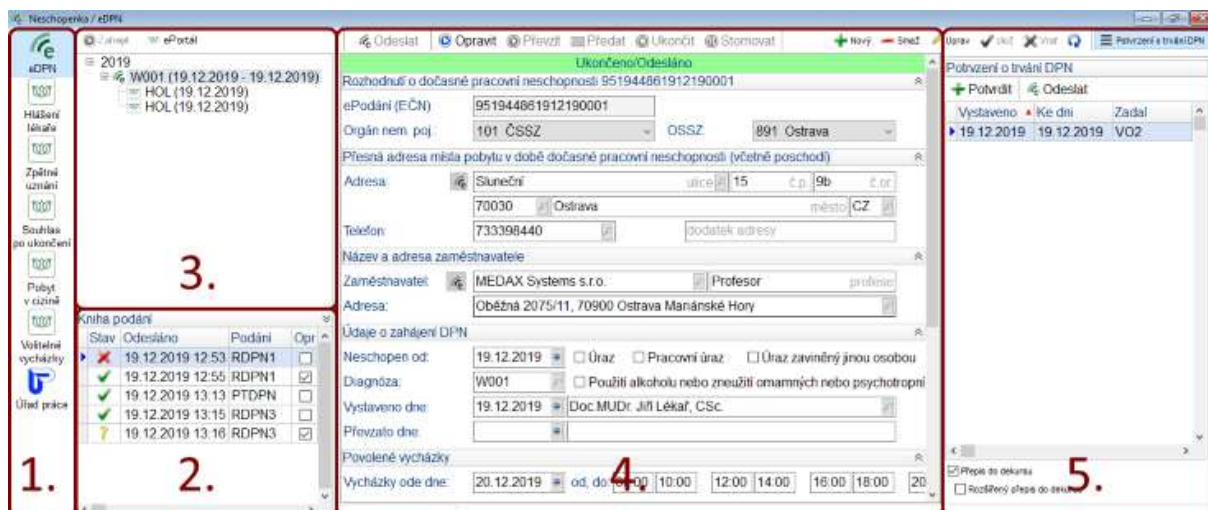 Neschopenka / eDPN
eDPN
Hlášení
lékaře
Zpětné
uznání
Souhlas
po ukončení
Pobyt
v cizině
Volitelné
vycházky
Úřad práce
1.
ePortál
2019
W001 (19.12.2019 - 19.12.2019)
HOL (19.12.2019)
HOL (19.12.2019)
3.
Kniha podání
Stav Odesláno Podání Opr
19.12.2019 12:53 RDPN1
19.12.2019 12:55 RDPN1
19.12.2019 13:13 PTDPN
19.12.2019 13:15 RDPN3
? 19.12.2019 13:16 RDPN3
2.
Odeslat Opravit Převzít Předat Ukončit Stornovat Nový Smaž Uprav Ulož Vrať Potvrzení a trvání DPN
Ukončeno/Odesláno
Rozhodnutí o dočasné pracovní neschopnosti 951944861912190001
ePodání (EČN) 951944861912190001
Orgán nem. poj.: 101 ČSSZ OSSZ 891 Ostrava
Přesná adresa místa pobytu v době dočasné pracovní neschopnosti (včetně poschodí)
Adresa: Sluneční ulice 15 č.p. 9b č.or.
70030 Ostrava město CZ
Telefon: 733398440 dodatek adresy
Název a adresa zaměstnavatele
Zaměstnavatel: MEDAX Systems s.r.o. Profesor profese
Adresa: Oběžná 2075/11, 70900 Ostrava Mariánské Hory
Údaje o zahájení DPN
Neschopen od: 19.12.2019 Úraz Pracovní úraz Úraz zaviněný jinou osobou
Diagnóza: W001 Použití alkoholu nebo zneužití omamných nebo psychotropní
Vystaveno dne: 19.12.2019 Doc.MUDr. Jiří Lékař, CSc.
Převzato dne:
Povolené vycházky
Vycházky ode dne: 20.12.2019 od, do: 10:00 12:00 14:00 16:00 18:00 20
4.
Potvrzení o trvání DPN
Potvrdit Odeslat
Vystaveno Ke dni Zadal
19.12.2019 19.12.2019 VO2
Přepis do dekursu
Rozšířený přepis do dekursu
5.